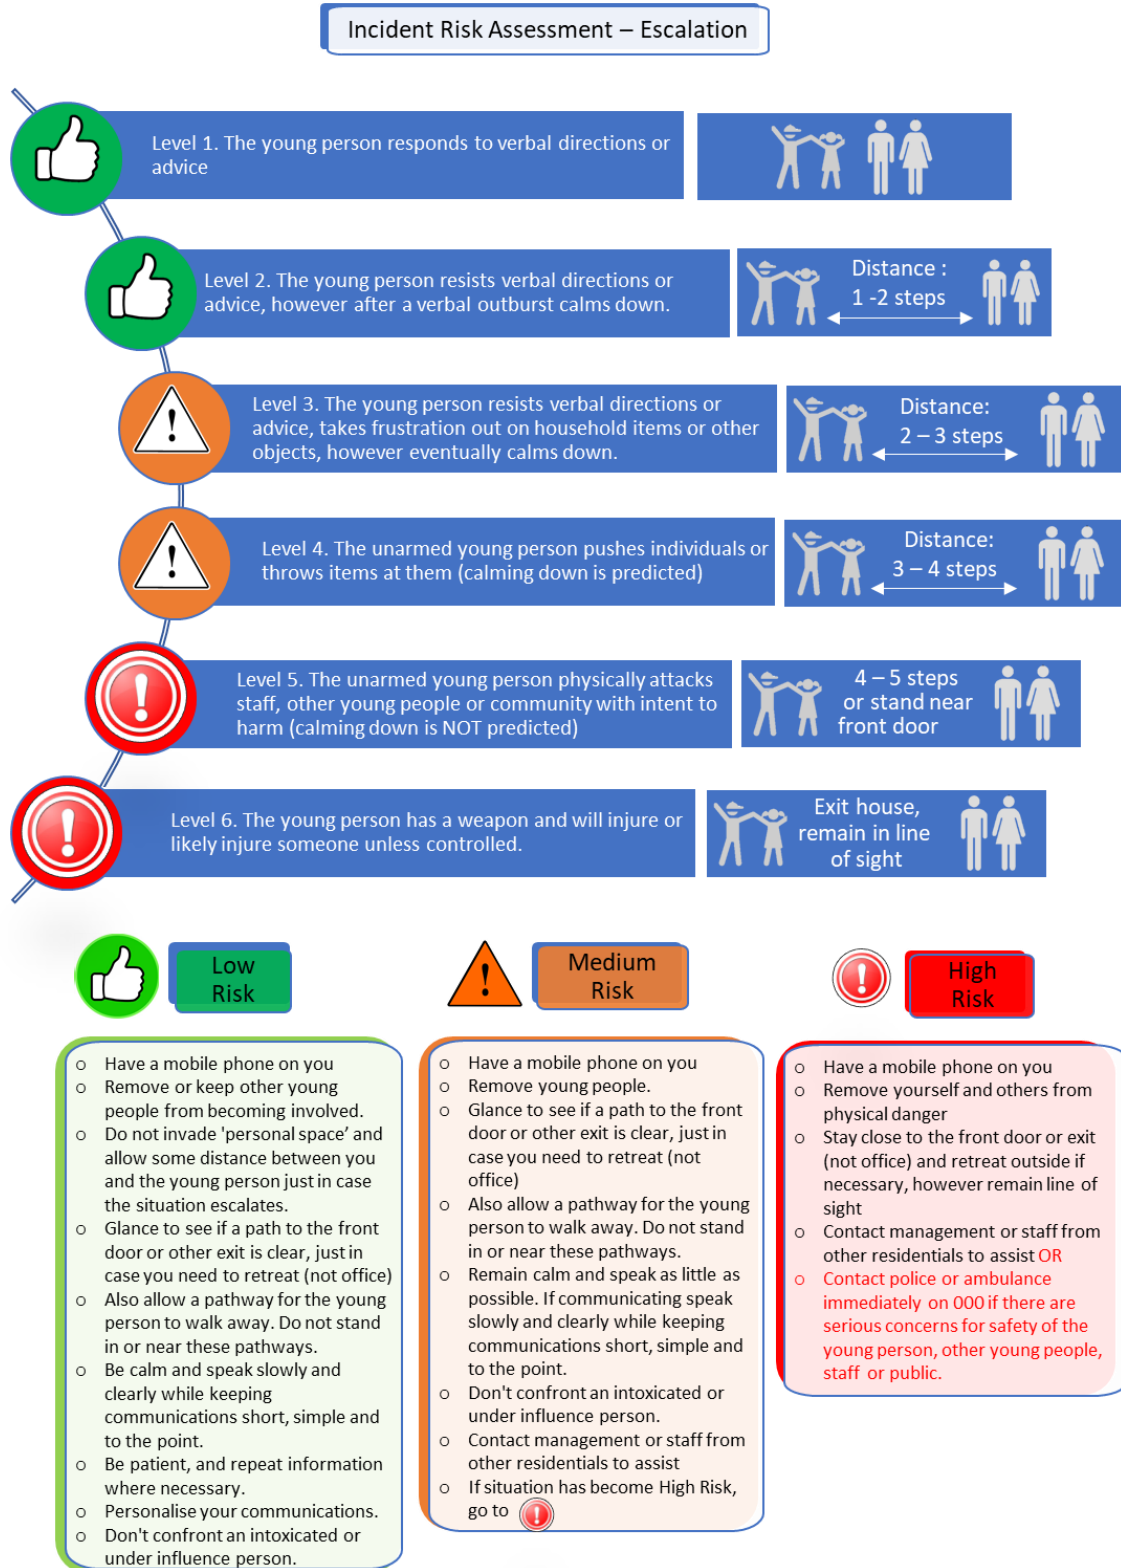 Incident Risk Assessment – Escalation
Level 1. The young person responds to verbal directions or
advice
Level 2. The young person resists verbal directions or
advice, however after a verbal outburst calms down.
Distance :
1 -2 steps
Level 3. The young person resists verbal directions or
advice, takes frustration out on household items or other
objects, however eventually calms down.
Distance:
2 – 3 steps
Level 4. The unarmed young person pushes individuals or
throws items at them (calming down is predicted)
Distance:
3 – 4 steps
Level 5. The unarmed young person physically attacks
staff, other young people or community with intent to
harm (calming down is NOT predicted)
4 – 5 steps
or stand near
front door
Level 6. The young person has a weapon and will injure or
likely injure someone unless controlled.
Exit house,
remain in line
of sight
Low
Risk
o Have a mobile phone on you
o Remove or keep other young
people from becoming involved.
o Do not invade 'personal space’ and
allow some distance between you
and the young person just in case
the situation escalates.
o Glance to see if a path to the front
door or other exit is clear, just in
case you need to retreat (not office)
o Also allow a pathway for the young
person to walk away. Do not stand
in or near these pathways.
o Be calm and speak slowly and
clearly while keeping
communications short, simple and
to the point.
o Be patient, and repeat information
where necessary.
o Personalise your communications.
o Don't confront an intoxicated or
under influence person.
Medium
Risk
o Have a mobile phone on you
o Remove young people.
o Glance to see if a path to the front
door or other exit is clear, just in
case you need to retreat (not
office)
o Also allow a pathway for the young
person to walk away. Do not stand
in or near these pathways.
o Remain calm and speak as little as
possible. If communicating speak
slowly and clearly while keeping
communications short, simple and
to the point.
o Don't confront an intoxicated or
under influence person.
o Contact management or staff from
other residentials to assist
o If situation has become High Risk,
go to
High
Risk
o Have a mobile phone on you
o Remove yourself and others from
physical danger
o Stay close to the front door or exit
(not office) and retreat outside if
necessary, however remain line of
sight
o Contact management or staff from
other residentials to assist OR
o Contact police or ambulance
immediately on 000 if there are
serious concerns for safety of the
young person, other young people,
staff or public.